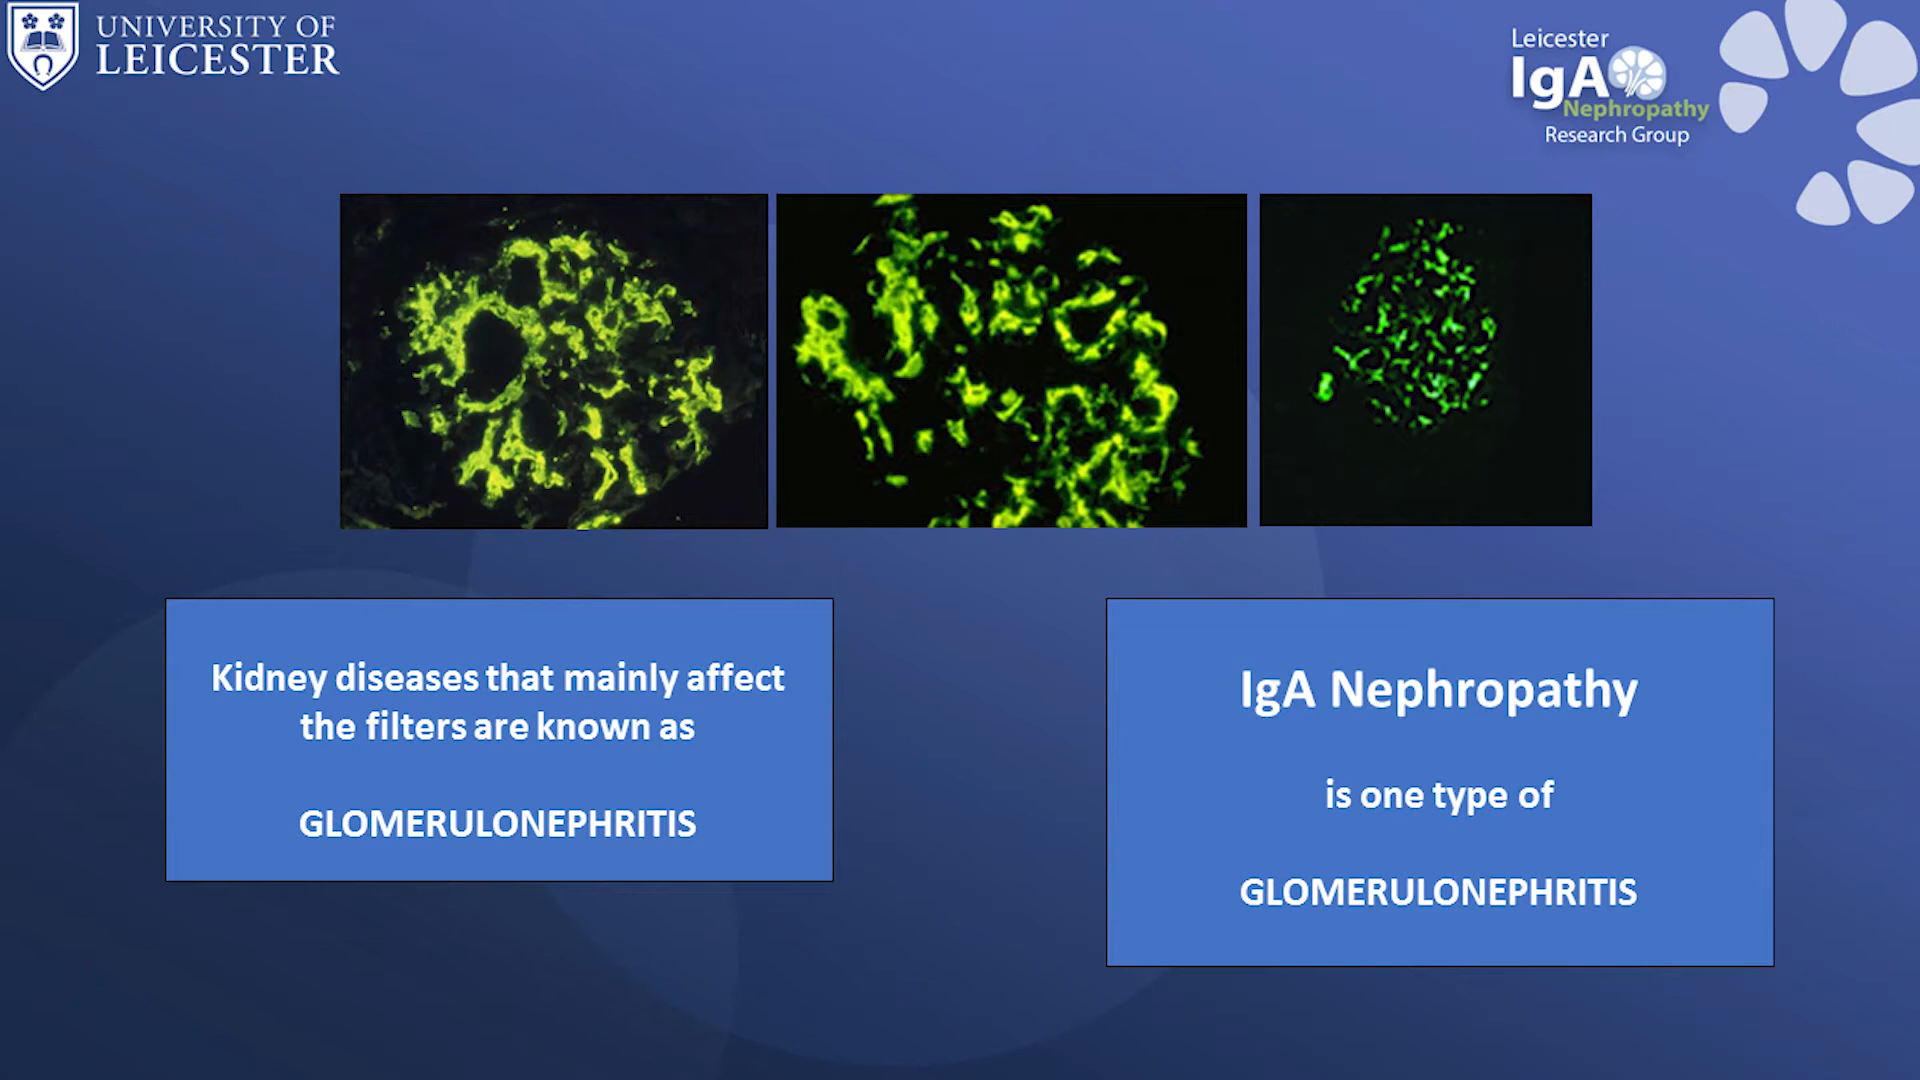 UNIVERSITY OF
LEICESTER
Leicester
IgA
Nephropathy
Research Group
Kidney diseases that mainly affect
the filters are known as
GLOMERULONEPHRITIS
IgA Nephropathy
is one type of
GLOMERULONEPHRITIS